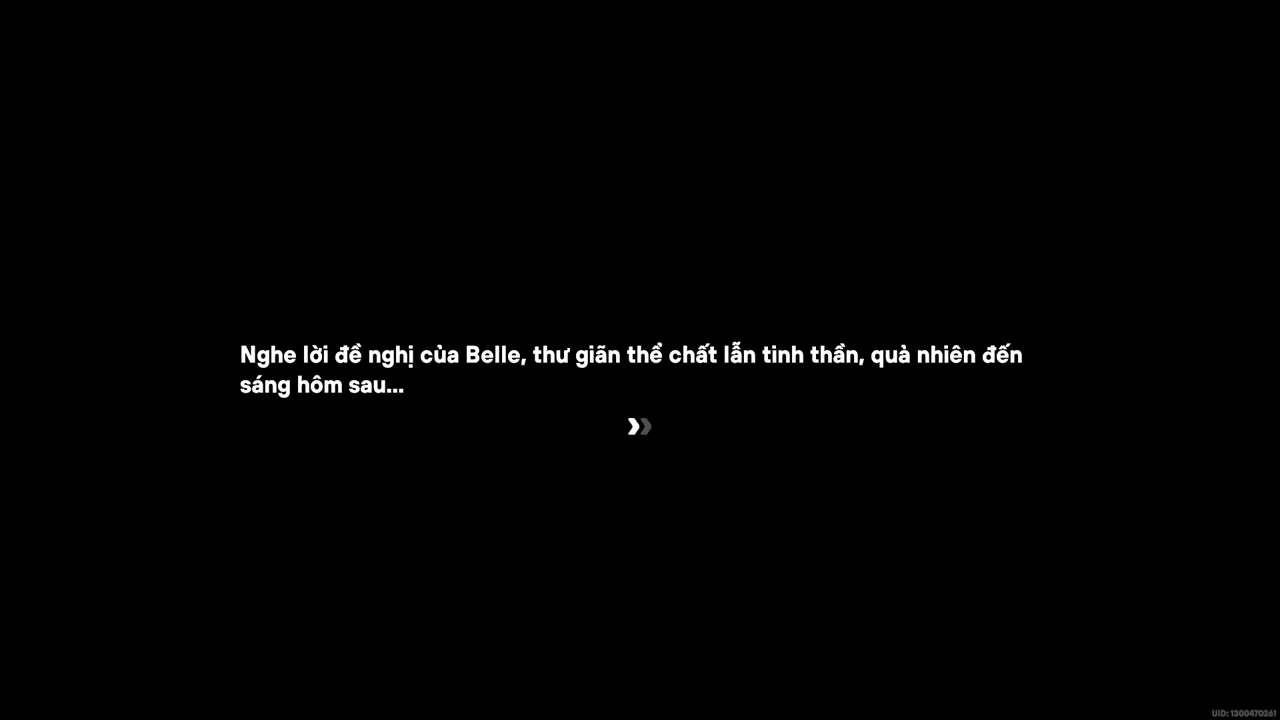 Nghe lời đề nghị của Belle, thư giãn thể chất lẫn tinh thần, quả nhiên đến
sáng hôm sau...
UID: 1300470261